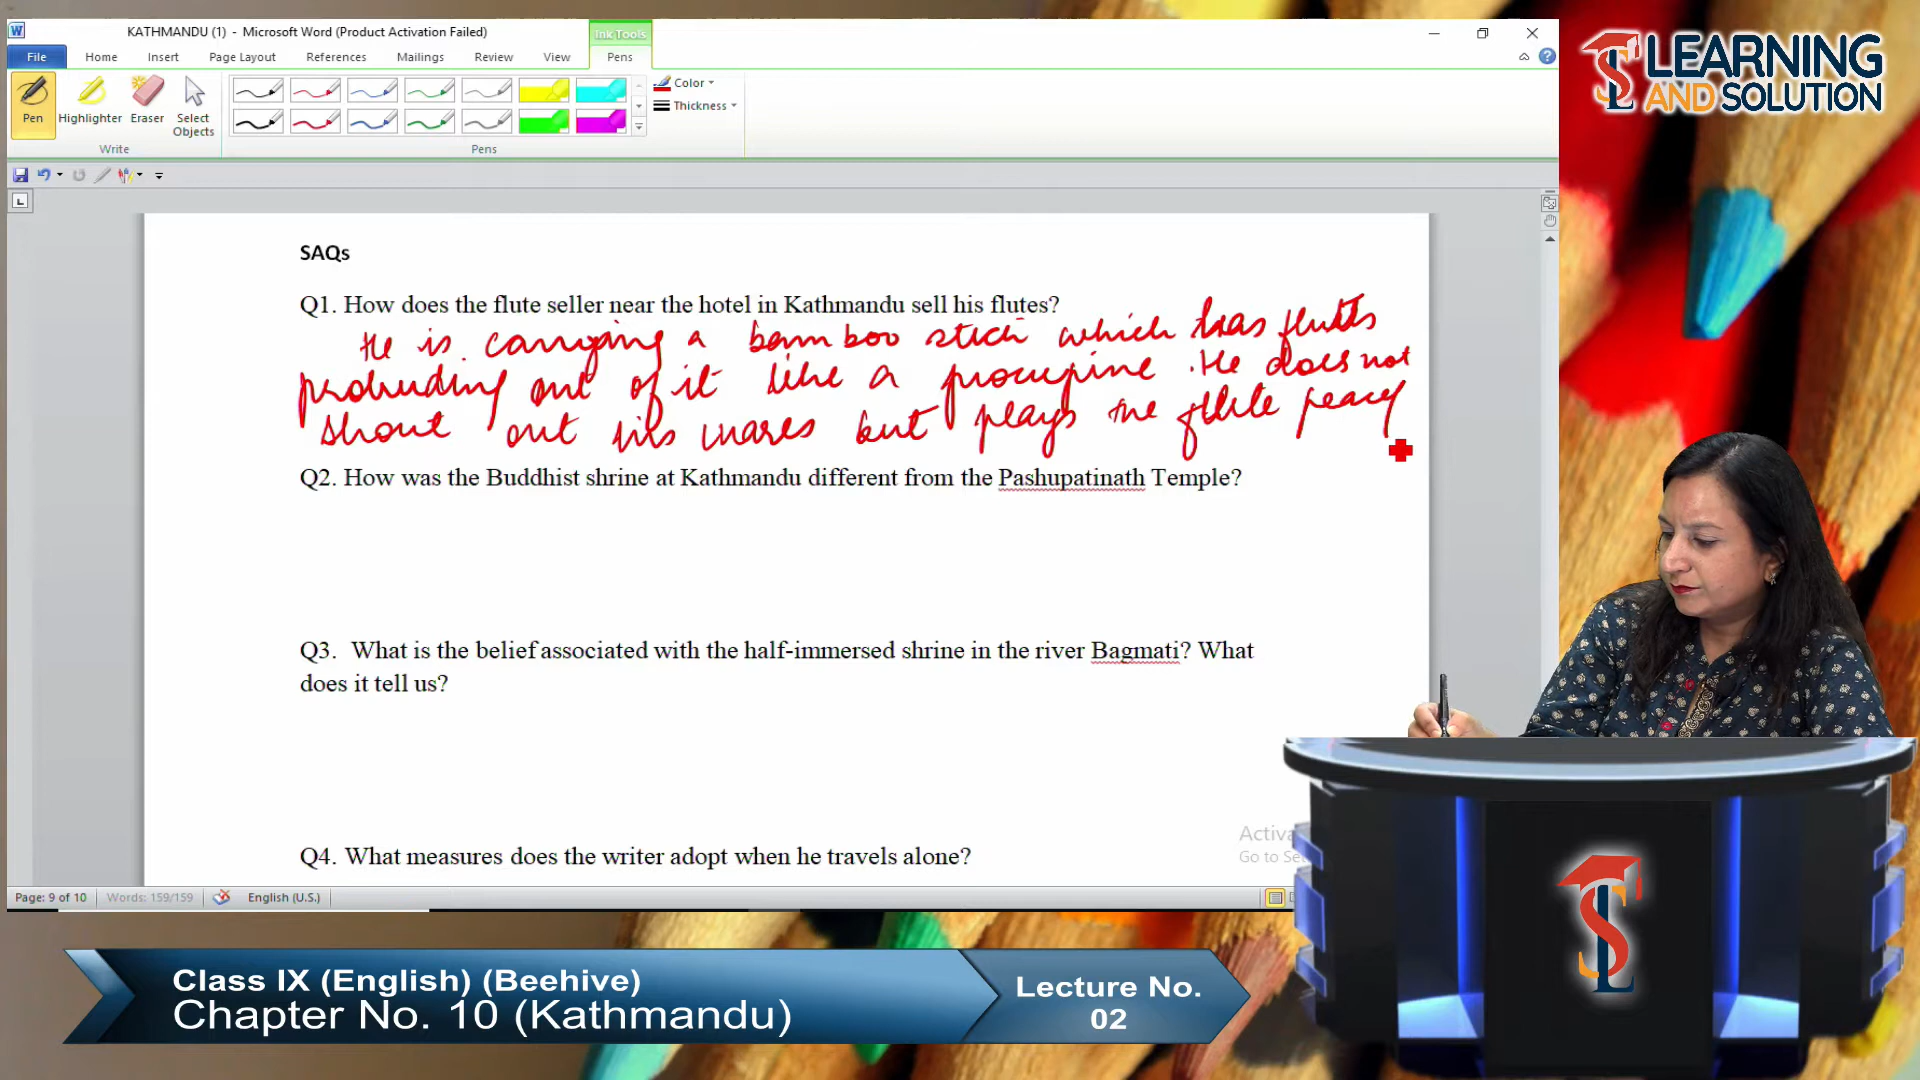 KATHMANDU (1) - Microsoft Word (Product Activation Failed)
Ink Tools
File Home Insert Page Layout References Mailings Review View Pens
Pen Highlighter Eraser Select Objects
Color
Thickness
Write
Pens
LEARNING
AND SOLUTION
SAQs
Q1. How does the flute seller near the hotel in Kathmandu sell his flutes?
He is carrying a bamboo stick which has flutes
protruding out of it like a procupine. He does not
shout out his wares but plays the flute peacef
Q2. How was the Buddhist shrine at Kathmandu different from the Pashupatinath Temple?
Q3. What is the belief associated with the half-immersed shrine in the river Bagmati? What
does it tell us?
Q4. What measures does the writer adopt when he travels alone?
Activa
Go to Se
Page: 9 of 10 Words: 159/159 English (U.S.)
Class IX (English) (Beehive)
Chapter No. 10 (Kathmandu)
Lecture No.
02